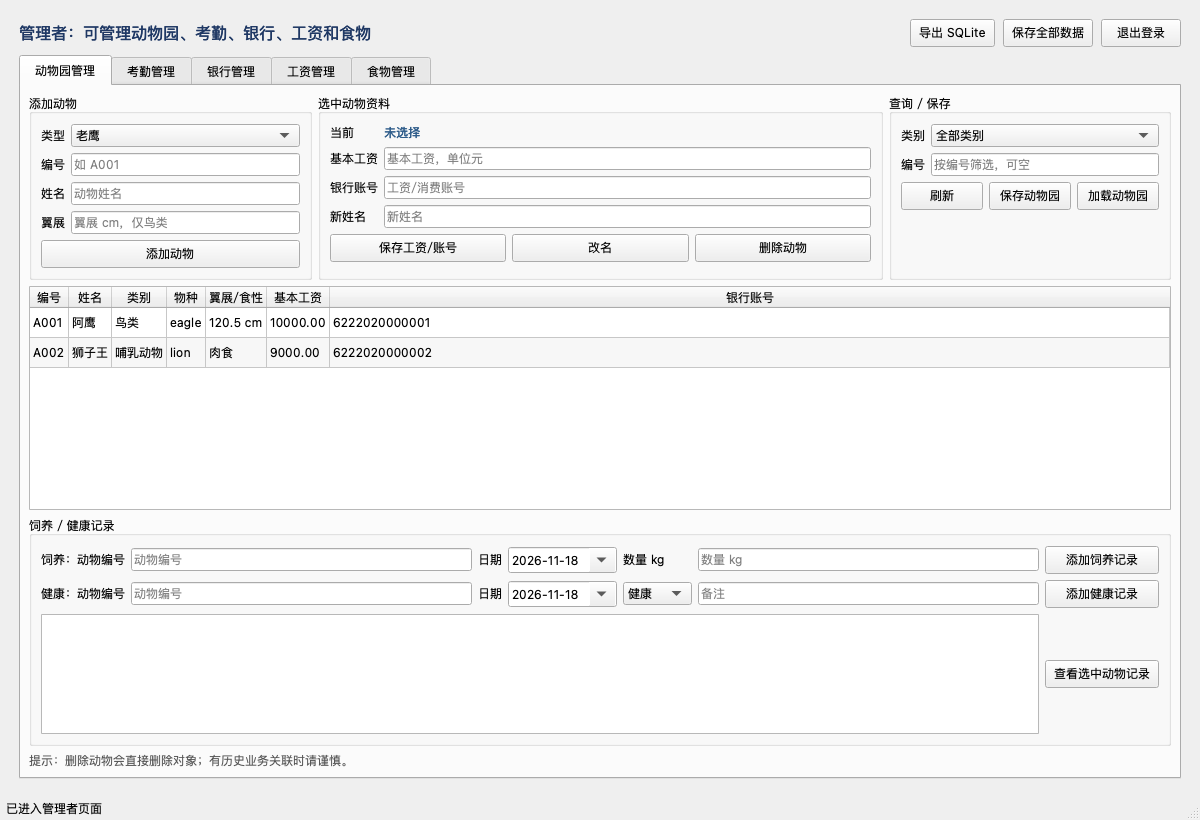 管理者：可管理动物园、考勤、银行、工资和食物
导出 SQLite
保存全部数据
退出登录
动物园管理
考勤管理
银行管理
工资管理
食物管理
添加动物
类型 老鹰
编号 如 A001
姓名 动物姓名
翼展 翼展 cm，仅鸟类
添加动物
选中动物资料
当前 未选择
基本工资 基本工资，单位元
银行账号 工资/消费账号
新姓名 新姓名
保存工资/账号 改名 删除动物
查询 / 保存
类别 全部类别
编号 按编号筛选，可空
刷新 保存动物园 加载动物园
编号 姓名 类别 物种 翼展/食性 基本工资 银行账号
A001 阿鹰 鸟类 eagle 120.5 cm 10000.00 6222020000001
A002 狮子王 哺乳动物 lion 肉食 9000.00 6222020000002
饲养 / 健康记录
饲养：动物编号 动物编号 日期 2026-11-18 数量 kg 数量 kg 添加饲养记录
健康：动物编号 动物编号 日期 2026-11-18 健康 备注 添加健康记录
查看选中动物记录
提示：删除动物会直接删除对象；有历史业务关联时请谨慎。
已进入管理者页面